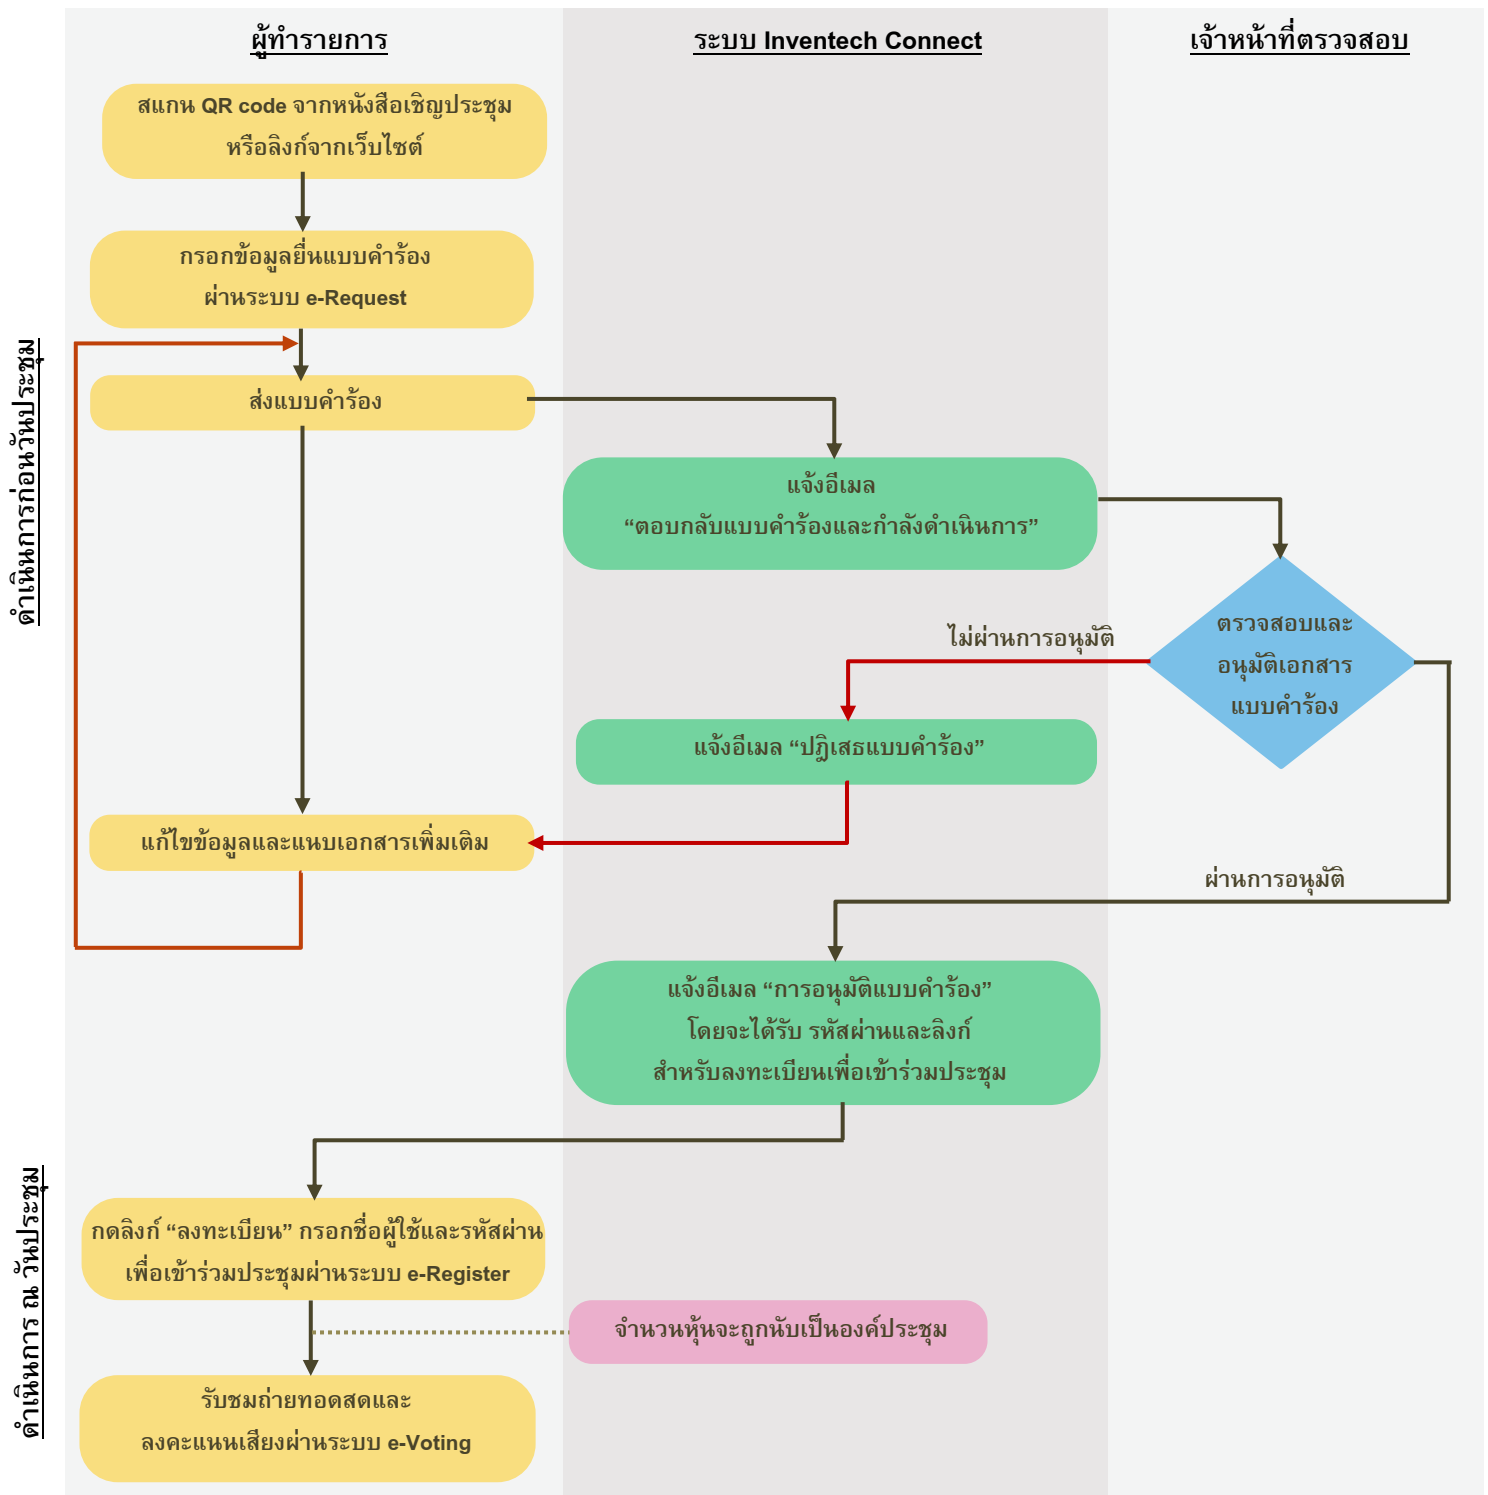 ผู้ทำรายการ
ระบบ Inventech Connect
เจ้าหน้าที่ตรวจสอบ
ดำเนินการก่อนวันประชุม
สแกน QR code จากหนังสือเชิญประชุม
หรือลิงก์จากเว็บไซต์
กรอกข้อมูลยื่นแบบคำร้อง
ผ่านระบบ e-Request
ส่งแบบคำร้อง
แจ้งอีเมล
“ตอบกลับแบบคำร้องและกำลังดำเนินการ”
ตรวจสอบและ
อนุมัติเอกสาร
แบบคำร้อง
ไม่ผ่านการอนุมัติ
แจ้งอีเมล “ปฎิเสธแบบคำร้อง”
แก้ไขข้อมูลและแหบเอกสารเพิ่มเติม
ผ่านการอนุมัติ
แจ้งอีเมล “การอนุมัติแบบคำร้อง”
โดยจะได้รับ รหัสผ่านและลิงก์
สำหรับลงทะเบียนเพื่อเข้าร่วมประชุม
ดำเนินการ ณ วันประชุม
กดลิงก์ “ลงทะเบียน” กรอกชื่อผู้ใช้และรหัสผ่าน
เพื่อเข้าร่วมประชุมผ่านระบบ e-Register
จำนวนหุ้นจะถูกนับเป็นองค์ประชุม
รับชมถ่ายทอดสดและ
ลงคะแนนเสียงผ่านระบบ e-Voting